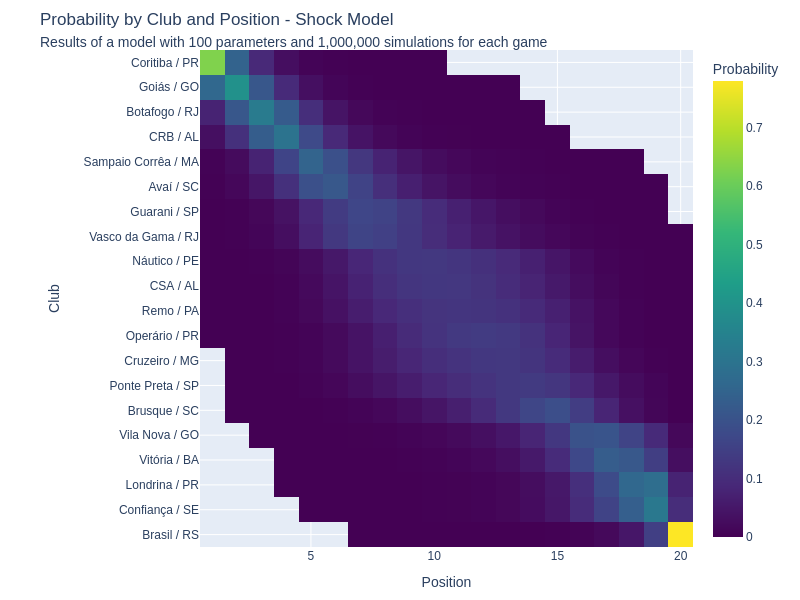 Probability by Club and Position - Shock Model
Results of a model with 100 parameters and 1,000,000 simulations for each game
Probability
Coritiba / PR
Goiás / GO
Botafogo / RJ
CRB / AL
Sampaio Corrêa / MA
Avaí / SC
Guarani / SP
Vasco da Gama / RJ
Náutico / PE
CSA / AL
Remo / PA
Operário / PR
Cruzeiro / MG
Ponte Preta / SP
Brusque / SC
Vila Nova / GO
Vitória / BA
Londrina / PR
Confiança / SE
Brasil / RS
Club
5
10
15
20
Position
0.7
0.6
0.5
0.4
0.3
0.2
0.1
0